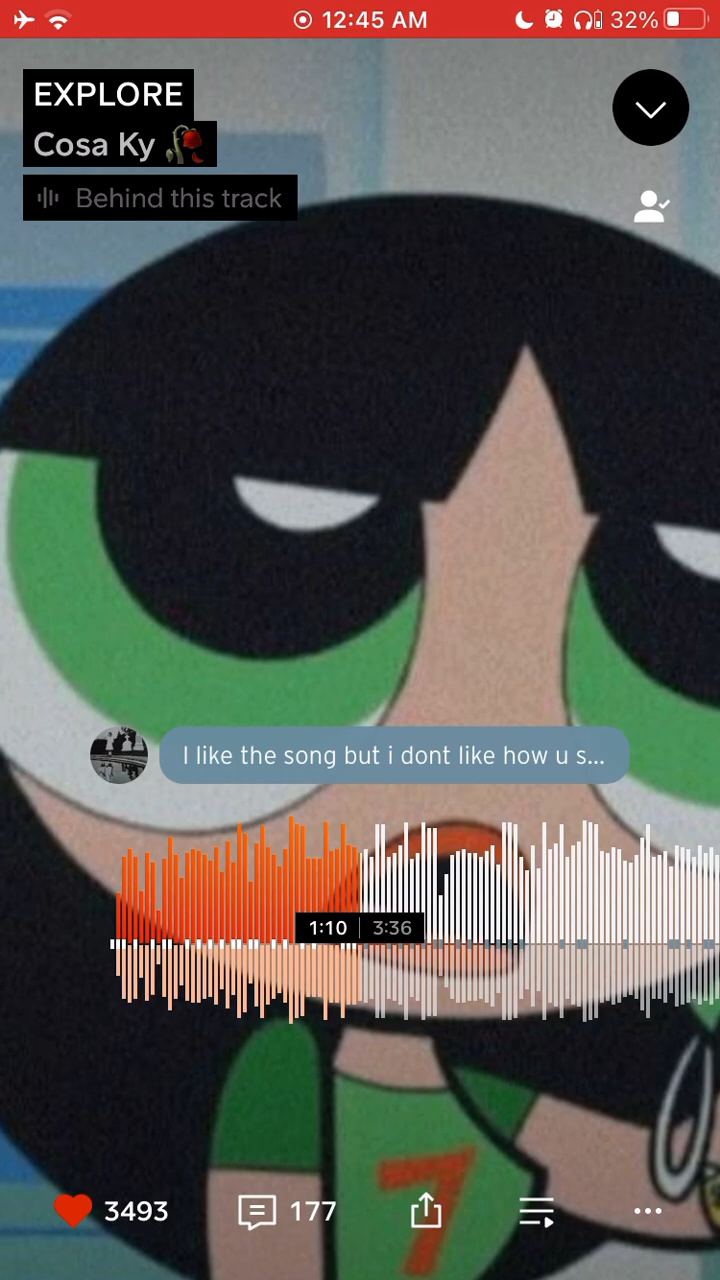 12:45 AM
32%
EXPLORE
Cosa Ky 🥀
Behind this track
I like the song but i dont like how u s...
1:10 3:36
7
3493
177